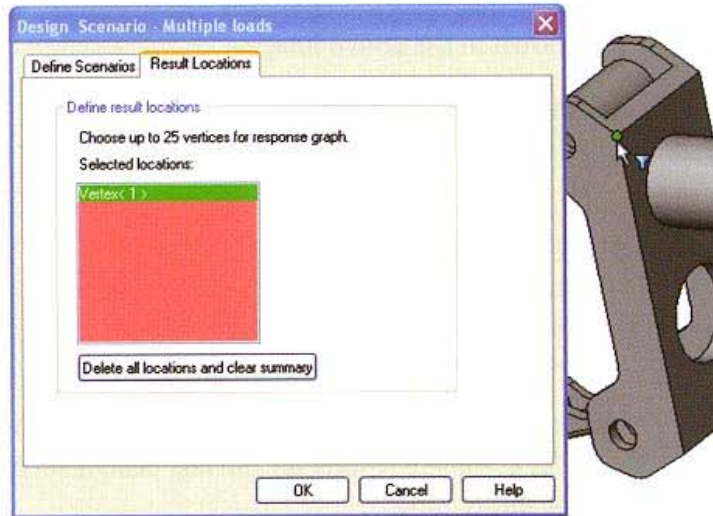 Design Scenario - Multiple loads
Define Scenarios
Result Locations
Define result locations
Choose up to 25 vertices for response graph.
Selected locations:
Vertex< 1 >
Delete all locations and clear summary
OK
Cancel
Help